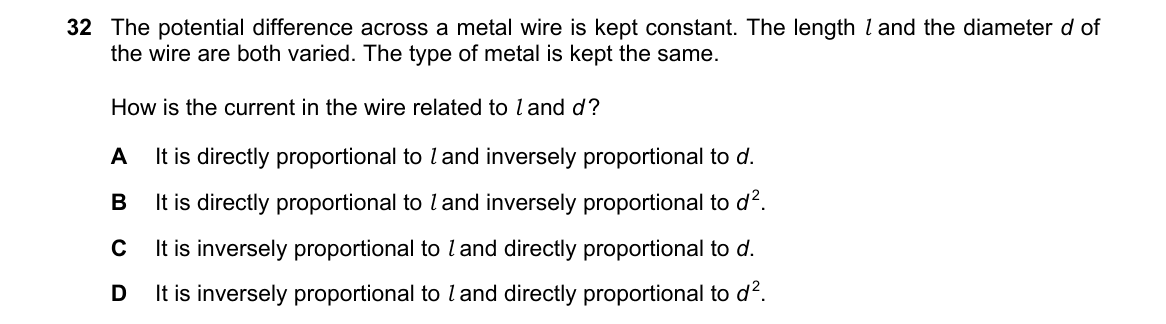 32 The potential difference across a metal wire is kept constant. The length l and the diameter d of
the wire are both varied. The type of metal is kept the same.
How is the current in the wire related to l and d?
A It is directly proportional to l and inversely proportional to d.
B It is directly proportional to l and inversely proportional to d².
C It is inversely proportional to l and directly proportional to d.
D It is inversely proportional to l and directly proportional to d².